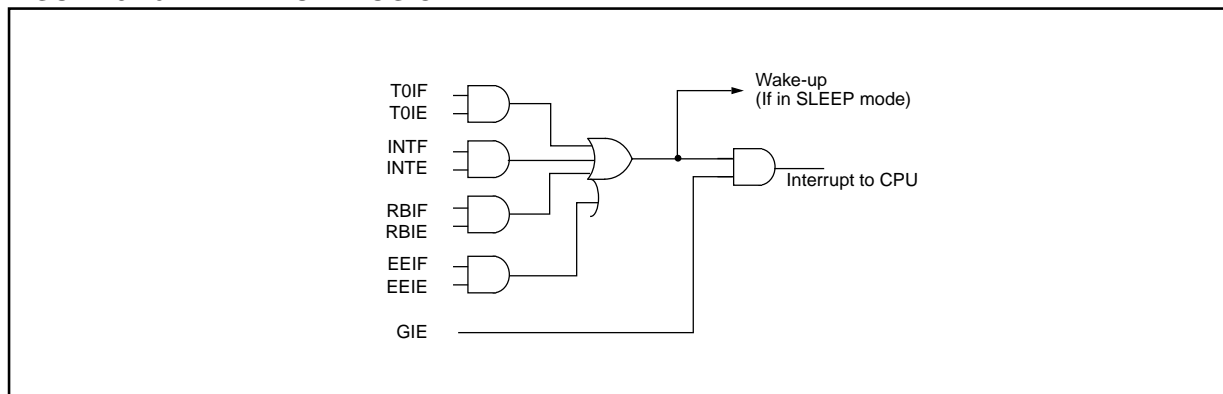 T0IF
T0IE
INTF
INTE
RBIF
RBIE
EEIF
EEIE
GIE
Wake-up
(If in SLEEP mode)
Interrupt to CPU